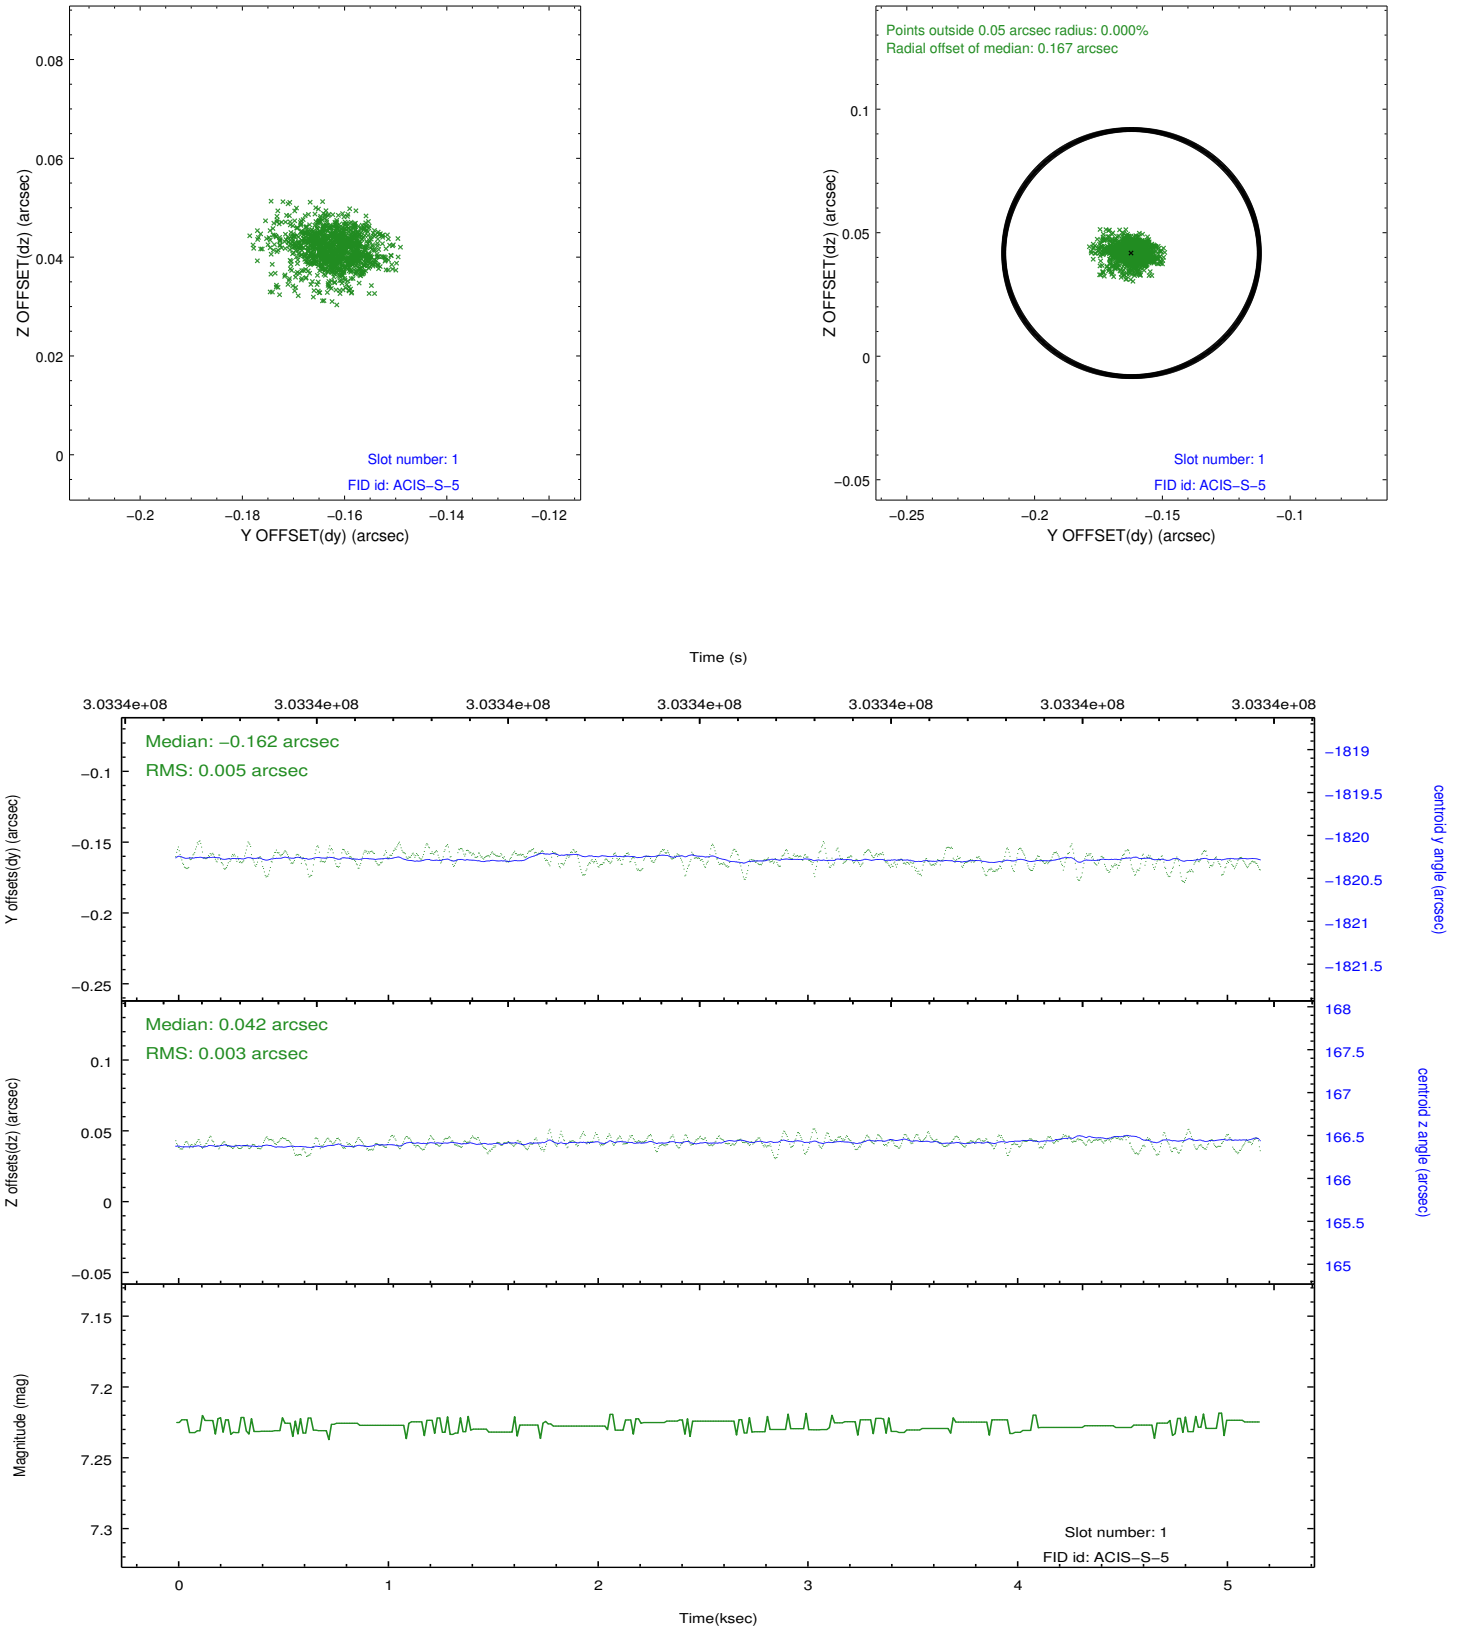 0.08
0.06
0.04
0.02
0
Z OFFSET(dz) (arcsec)
Slot number: 1
FID id: ACIS−S−5
−0.2 −0.18 −0.16 −0.14 −0.12
Y OFFSET(dy) (arcsec)
Points outside 0.05 arcsec radius: 0.000%
Radial offset of median: 0.167 arcsec
0.1
0.05
0
−0.05
Z OFFSET(dz) (arcsec)
Slot number: 1
FID id: ACIS−S−5
−0.25 −0.2 −0.15 −0.1
Y OFFSET(dy) (arcsec)
Time (s)
3.0334e+08 3.0334e+08 3.0334e+08 3.0334e+08 3.0334e+08 3.0334e+08 3.0334e+08
Median: −0.162 arcsec
RMS: 0.005 arcsec
−0.1
−0.15
−0.2
−0.25
Y offsets(dy) (arcsec)
−1819
−1819.5
−1820
−1820.5
−1821
−1821.5
centroid y angle (arcsec)
Median: 0.042 arcsec
RMS: 0.003 arcsec
0.1
0.05
0
−0.05
Z offsets(dz) (arcsec)
168
167.5
167
166.5
166
165.5
165
centroid z angle (arcsec)
7.15
7.2
7.25
7.3
Magnitude (mag)
Slot number: 1
FID id: ACIS−S−5
0 1 2 3 4 5
Time(ksec)